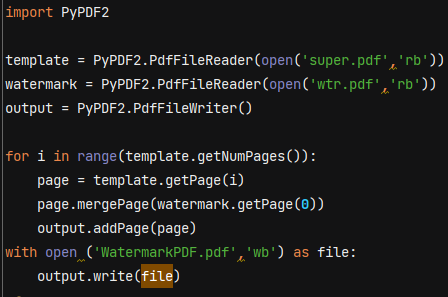 import PyPDF2
template = PyPDF2.PdfFileReader(open('super.pdf','rb'))
watermark = PyPDF2.PdfFileReader(open('wtr.pdf','rb'))
output = PyPDF2.PdfFileWriter()
for i in range(template.getNumPages()):
    page = template.getPage(i)
    page.mergePage(watermark.getPage(0))
    output.addPage(page)
with open ('WatermarkPDF.pdf','wb') as file:
    output.write(file)